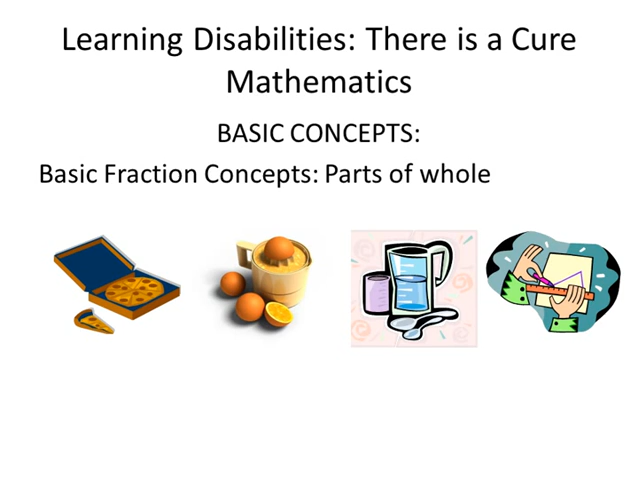 Learning Disabilities: There is a Cure
Mathematics
BASIC CONCEPTS:
Basic Fraction Concepts: Parts of whole